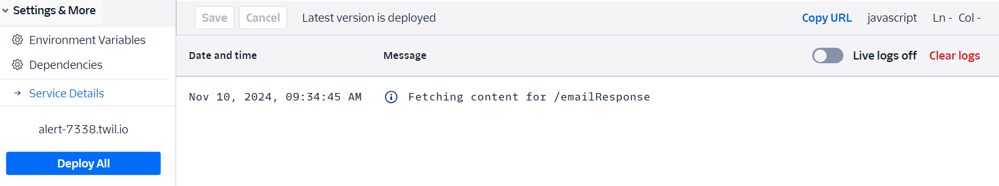 Settings & More
Environment Variables
Dependencies
Service Details
alert-7338.twil.io
Deploy All
Save Cancel Latest version is deployed Copy URL javascript Ln - Col -
Date and time Message Live logs off Clear logs
Nov 10, 2024, 09:34:45 AM Fetching content for /emailResponse